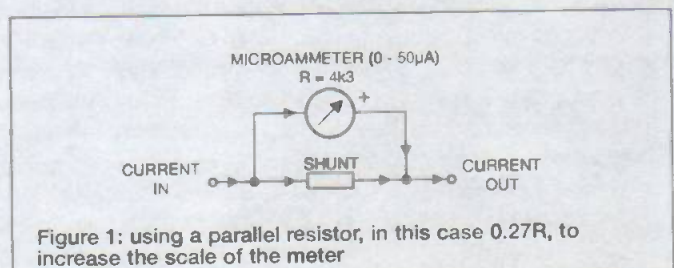 MICROAMMETER (0 - 50µA)
R = 4k3
+
CURRENT
IN
SHUNT
CURRENT
OUT
Figure 1: using a parallel resistor, in this case 0.27R, to
increase the scale of the meter